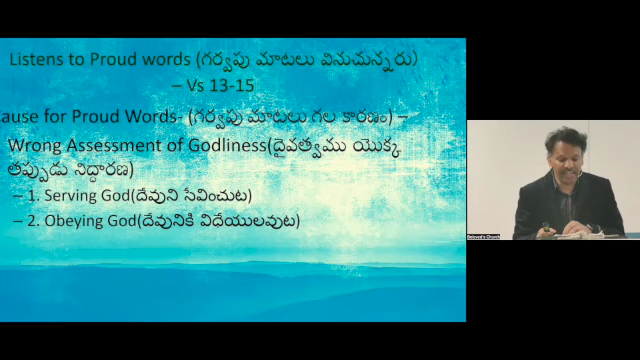 Listens to Proud words (గర్వపు మాటలు వినుచున్నరు)
– Vs 13-15
ause for Proud Words- (గర్వపు మాటలు గల కారణం) –
Wrong Assessment of Godliness(దైవత్వము యొక్క
తప్పుడు నిద్ధారణ)
– 1. Serving God(దేవుని సేవించుట)
– 2. Obeying God(దేవునికి విదేయులవుట)